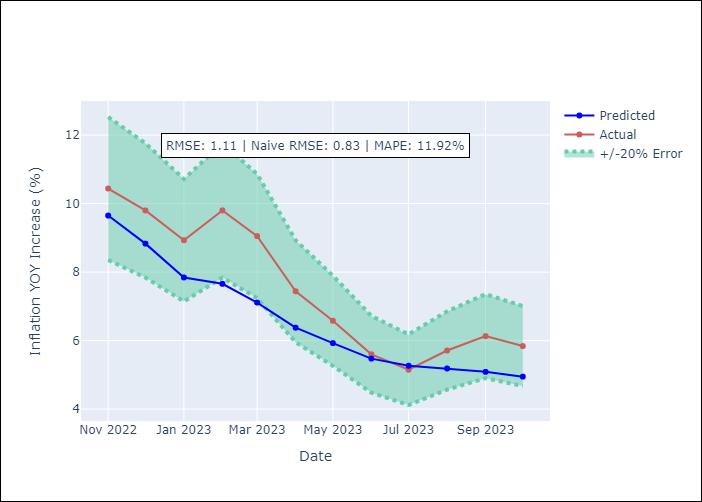 RMSE: 1.11 | Naive RMSE: 0.83 | MAPE: 11.92%
Predicted
Actual
+/-20% Error
Inflation YOY Increase (%)
12
10
8
6
4
Nov 2022
Jan 2023
Mar 2023
May 2023
Jul 2023
Sep 2023
Date